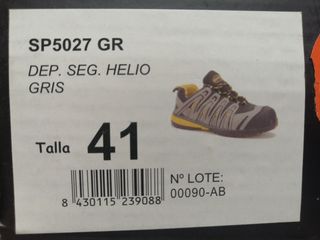 SP5027 GR
DEP. SEG. HELIO
GRIS
Talla 41
8 430115 239088
Nº LOTE:
00090-AB